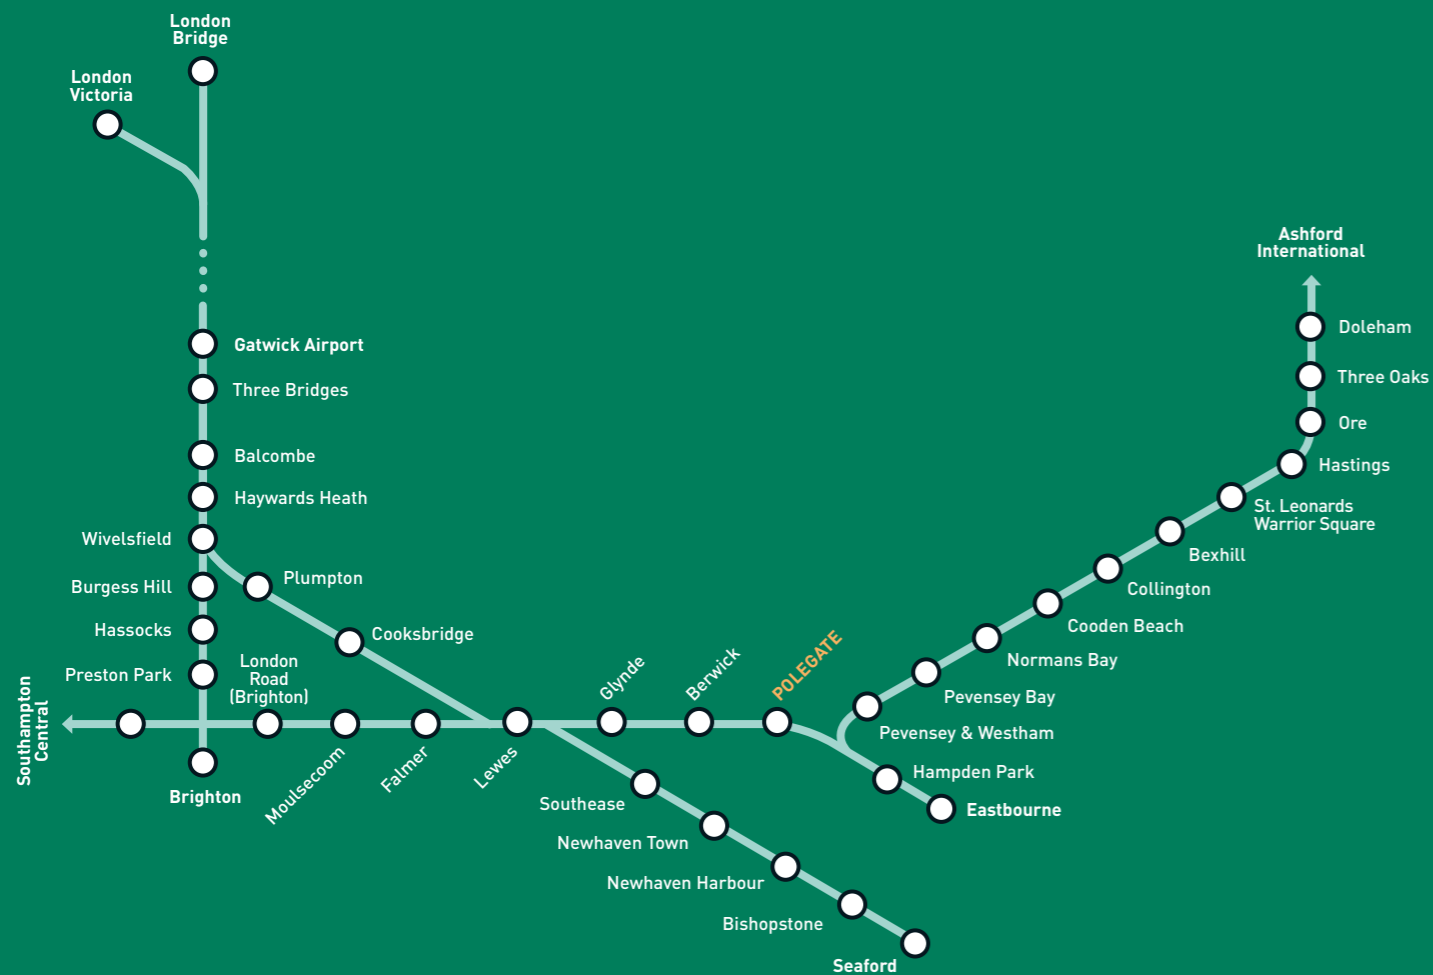 London
Bridge
London
Victoria
Ashford
International
Doleham
Gatwick Airport
Three Oaks
Three Bridges
Ore
Balcombe
Hastings
Haywards Heath
St. Leonards
Warrior Square
Wivelsfield
Bexhill
Plumpton
Burgess Hill
Collington
Hassocks
Cooksbridge
Cooden Beach
London
Road
(Brighton)
Preston Park
Glynde
Berwick
POLEGATE
Normans Bay
Pevensey Bay
Southampton
Central
Pevensey & Westham
Moulsecoom
Falmer
Lewes
Hampden Park
Brighton
Southease
Eastbourne
Newhaven Town
Newhaven Harbour
Bishopstone
Seaford